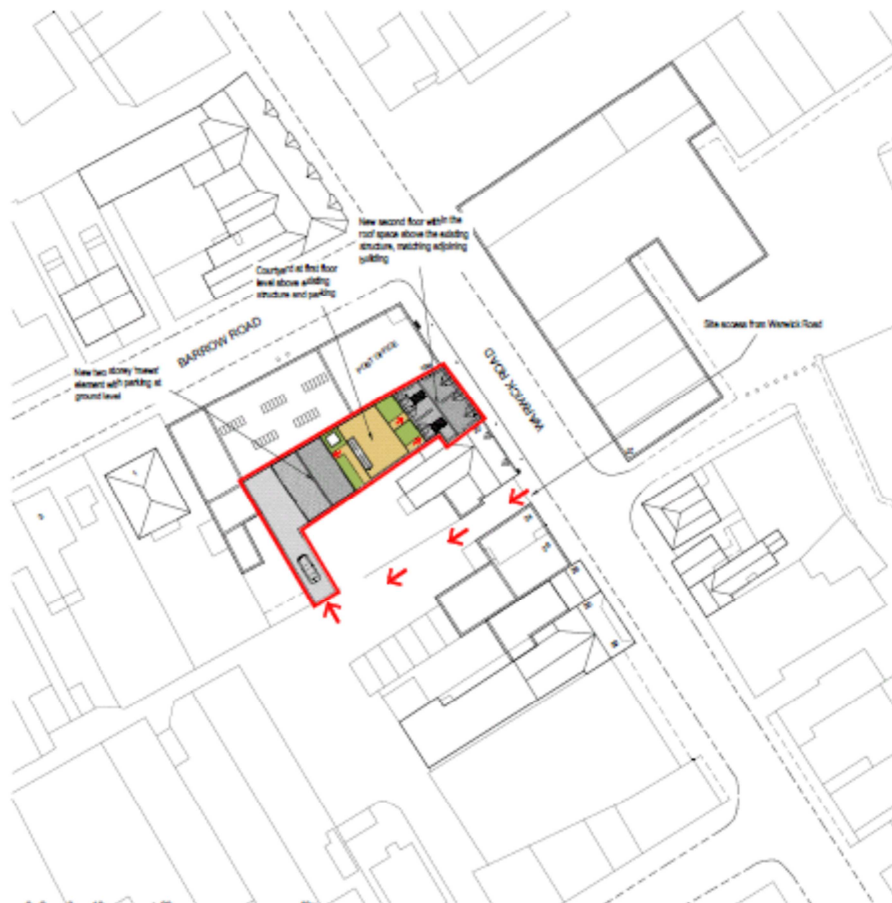 New second floor within the
roof space above the existing
structure, matching adjoining
building
Courtyard at first floor
level above existing
structure and parking
Site access from Warwick Road
BARROW ROAD
WARWICK ROAD
POST OFFICE
New two storey
element with parking at
ground level